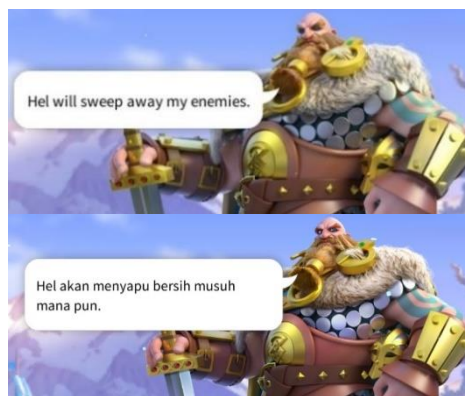 Hel will sweep away my enemies.
Hel akan menyapu bersih musuh
mana pun.